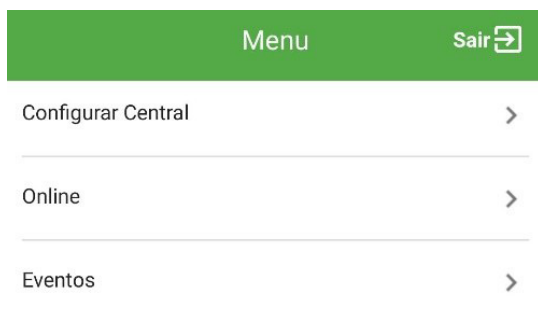 Menu
Sair
Configurar Central
Online
Eventos